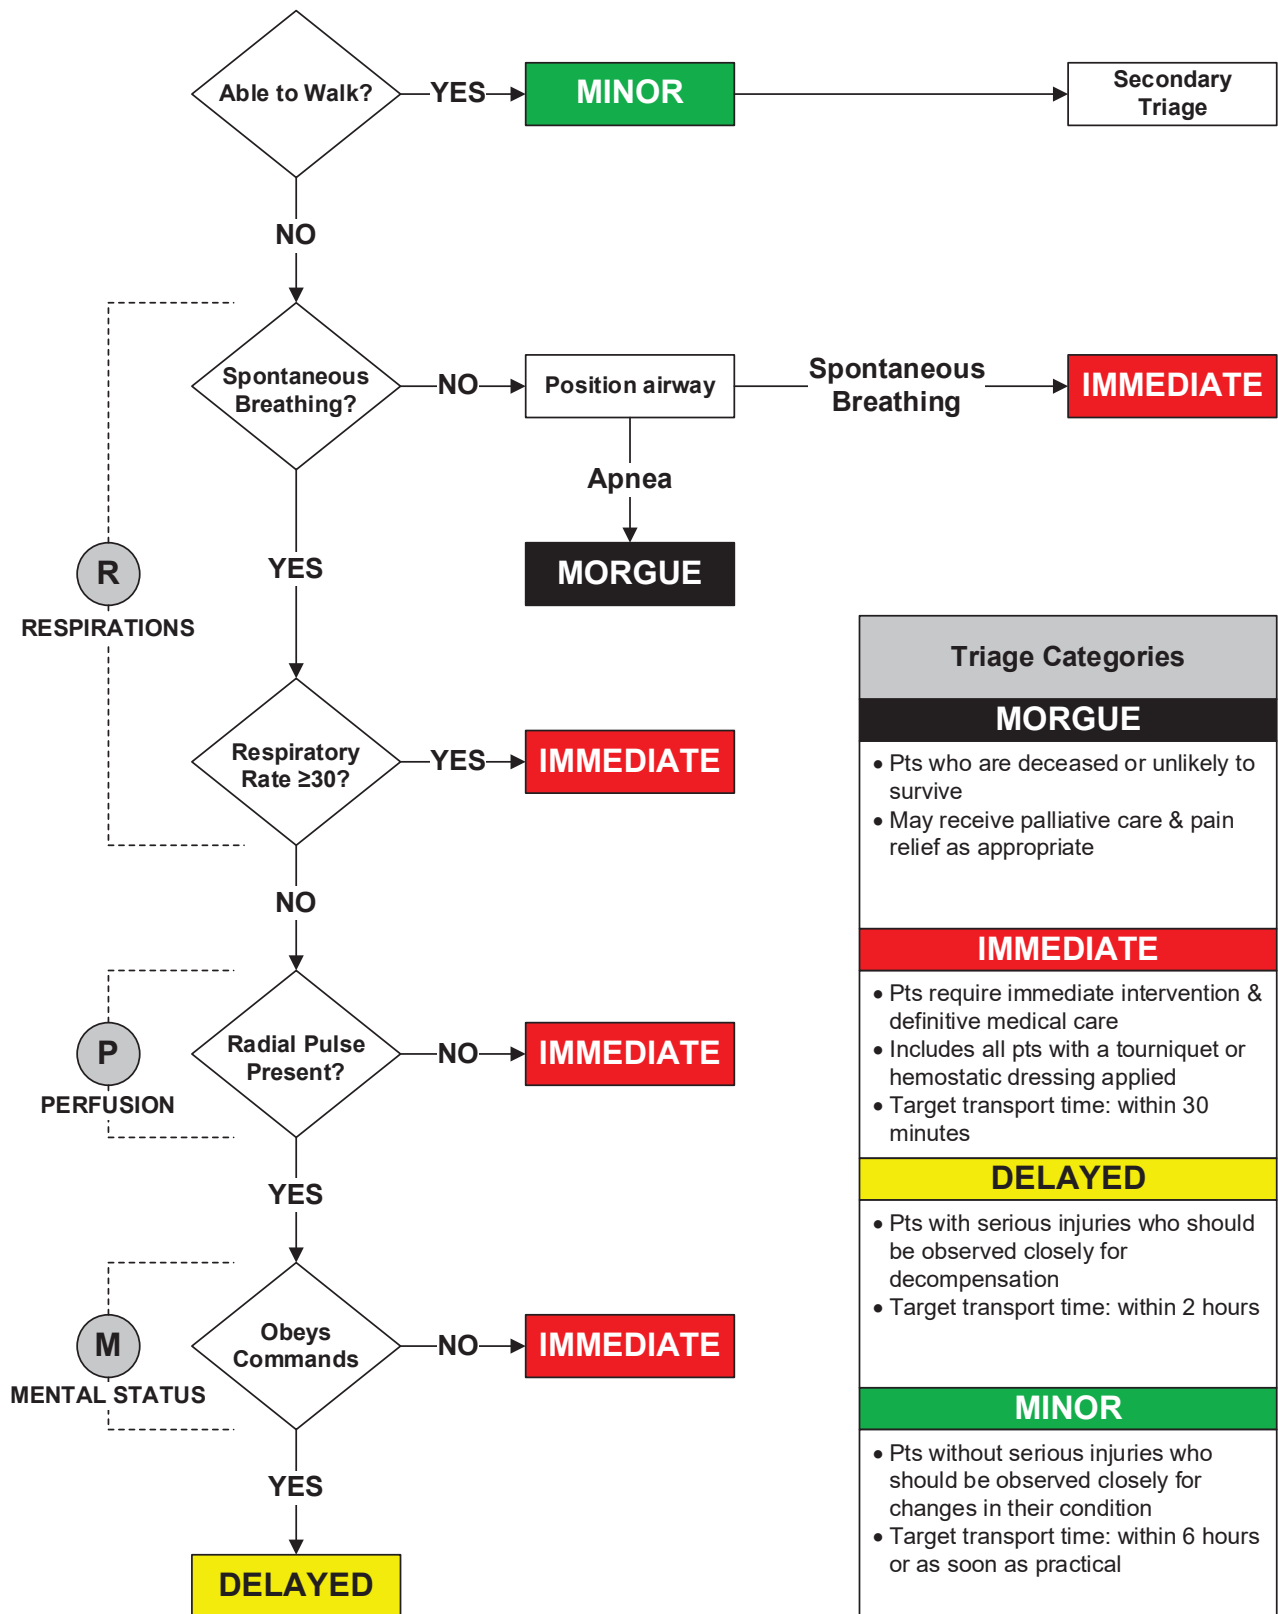 Able to Walk?
YES
MINOR
Secondary
Triage
NO
Spontaneous
Breathing?
NO
Position airway
Spontaneous
Breathing
IMMEDIATE
Apnea
MORGUE
YES
R
RESPIRATIONS
Respiratory
Rate ≥30?
YES
IMMEDIATE
NO
P
PERFUSION
Radial Pulse
Present?
NO
IMMEDIATE
YES
M
MENTAL STATUS
Obeys
Commands
NO
IMMEDIATE
YES
DELAYED
Triage Categories
MORGUE
• Pts who are deceased or unlikely to
survive
• May receive palliative care & pain
relief as appropriate
IMMEDIATE
• Pts require immediate intervention &
definitive medical care
• Includes all pts with a tourniquet or
hemostatic dressing applied
• Target transport time: within 30
minutes
DELAYED
• Pts with serious injuries who should
be observed closely for
decompensation
• Target transport time: within 2 hours
MINOR
• Pts without serious injuries who
should be observed closely for
changes in their condition
• Target transport time: within 6 hours
or as soon as practical